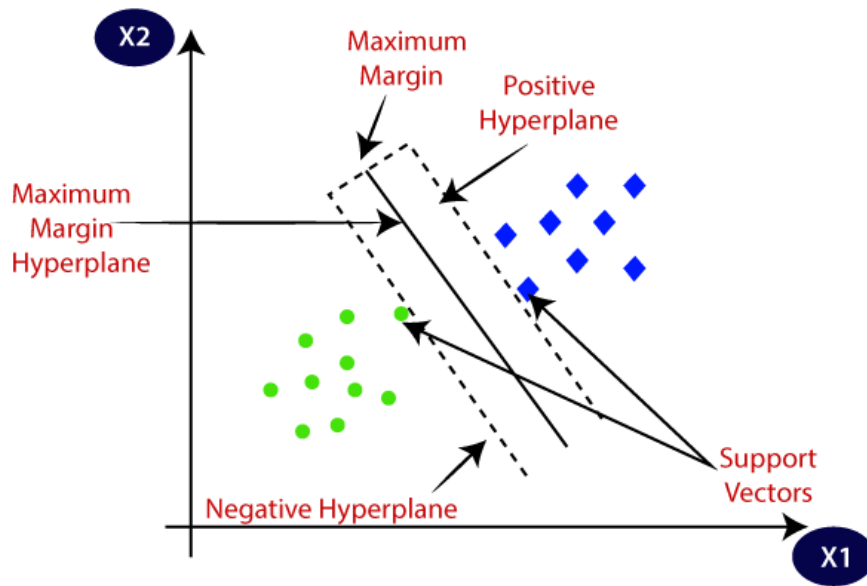 X2
Maximum
Margin
Positive
Hyperplane
Maximum
Margin
Hyperplane
Support
Vectors
Negative Hyperplane
X1